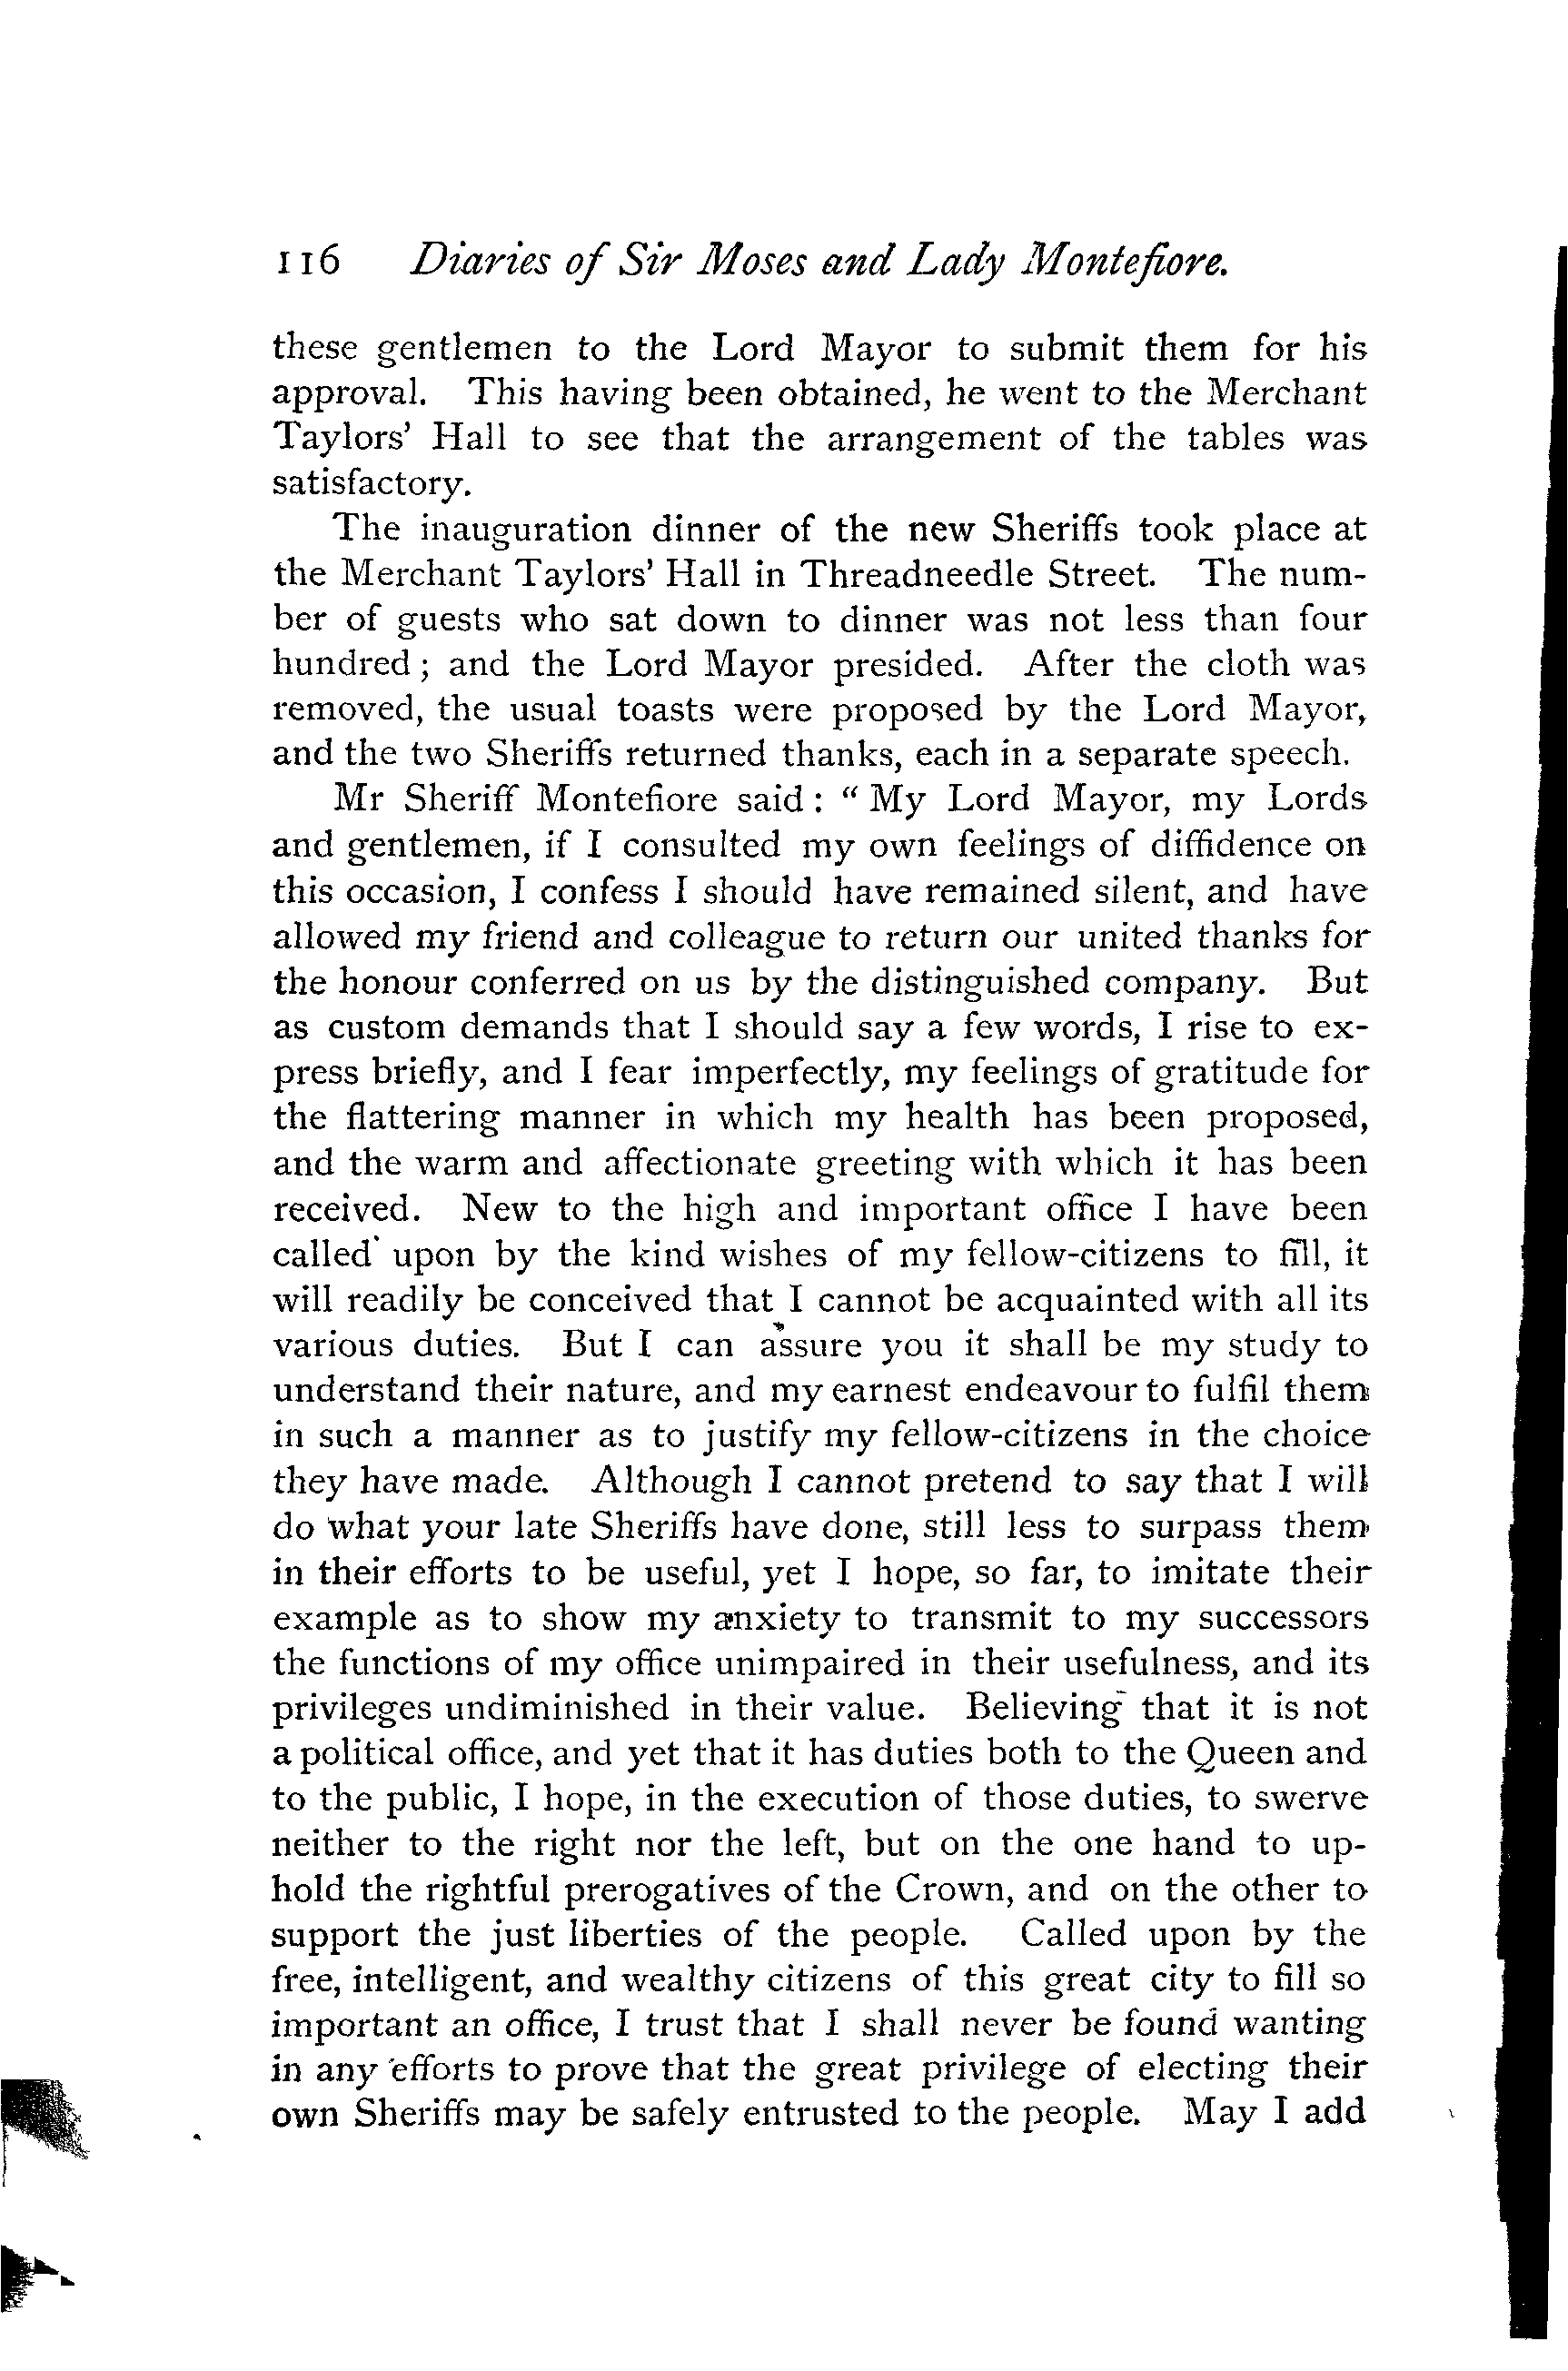 116 Diaries of Sir Moses and Lady Montefiore.
these gentlemen to the Lord Mayor to submit them for his
approval. This having been obtained, he went to the Merchant
Taylors' Hall to see that the arrangement of the tables was
satisfactory.
The inauguration dinner of the new Sheriffs took place at
the Merchant Taylors' Hall in Threadneedle Street. The num-
ber of guests who sat down to dinner was not less than four
hundred; and the Lord Mayor presided. After the cloth was
removed, the usual toasts were proposed by the Lord Mayor,
and the two Sheriffs returned thanks, each in a separate speech.
Mr Sheriff Montefiore said: "My Lord Mayor, my Lords
and gentlemen, if I consulted my own feelings of diffidence on
this occasion, I confess I should have remained silent, and have
allowed my friend and colleague to return our united thanks for
the honour conferred on us by the distinguished company. But
as custom demands that I should say a few words, I rise to ex-
press briefly, and I fear imperfectly, my feelings of gratitude for
the flattering manner in which my health has been proposed,
and the warm and affectionate greeting with which it has been
received. New to the high and important office I have been
called upon by the kind wishes of my fellow-citizens to fill, it
will readily be conceived that I cannot be acquainted with all its
various duties. But I can assure you it shall be my study to
understand their nature, and my earnest endeavour to fulfil them
in such a manner as to justify my fellow-citizens in the choice
they have made. Although I cannot pretend to say that I will
do what your late Sheriffs have done, still less to surpass them
in their efforts to be useful, yet I hope, so far, to imitate their
example as to show my anxiety to transmit to my successors
the functions of my office unimpaired in their usefulness, and its
privileges undiminished in their value. Believing that it is not
a political office, and yet that it has duties both to the Queen and
to the public, I hope, in the execution of those duties, to swerve
neither to the right nor the left, but on the one hand to up-
hold the rightful prerogatives of the Crown, and on the other to
support the just liberties of the people. Called upon by the
free, intelligent, and wealthy citizens of this great city to fill so
important an office, I trust that I shall never be found wanting
in any efforts to prove that the great privilege of electing their
own Sheriffs may be safely entrusted to the people. May I add